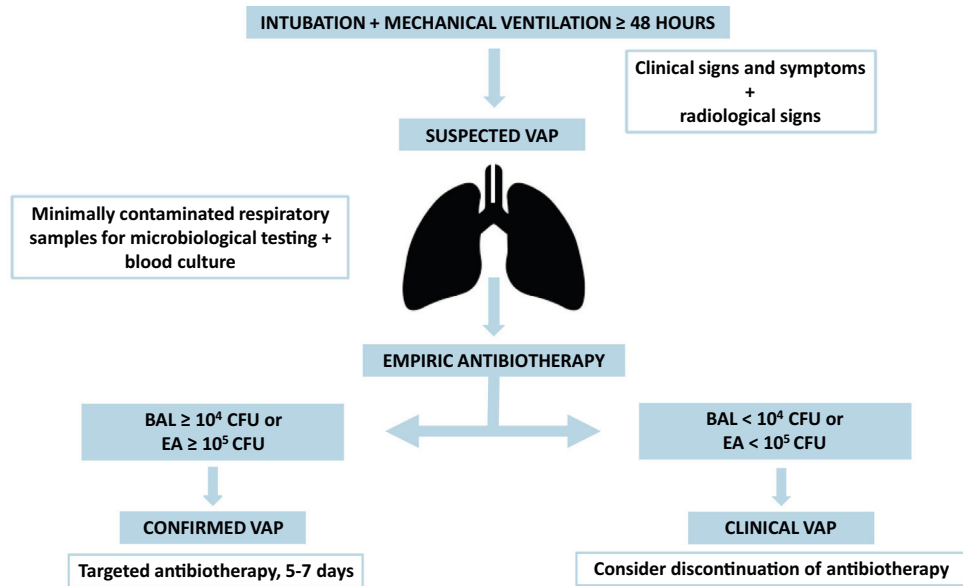 INTUBATION + MECHANICAL VENTILATION ≥ 48 HOURS
Clinical signs and symptoms
+
radiological signs
SUSPECTED VAP
Minimally contaminated respiratory
samples for microbiological testing +
blood culture
EMPIRIC ANTIBIOTHERAPY
BAL ≥ 10⁴ CFU or
EA ≥ 10⁵ CFU
BAL < 10⁴ CFU or
EA < 10⁵ CFU
CONFIRMED VAP
CLINICAL VAP
Targeted antibiotherapy, 5-7 days
Consider discontinuation of antibiotherapy